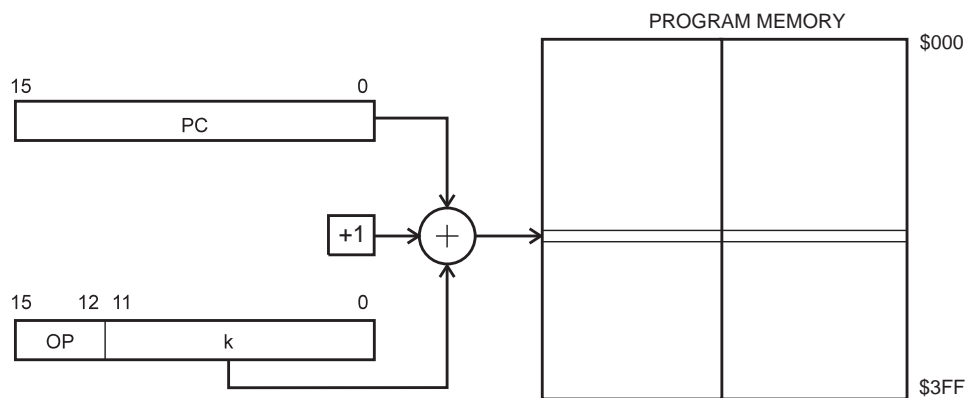 PROGRAM MEMORY
$000
15 0
PC
+1
15 12 11 0
OP k
$3FF